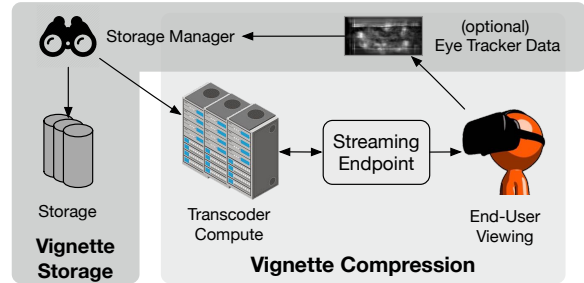 (optional)
Storage Manager
Eye Tracker Data
Streaming
Endpoint
Storage
Transcoder
Compute
End-User
Viewing
Vignette
Storage
Vignette Compression